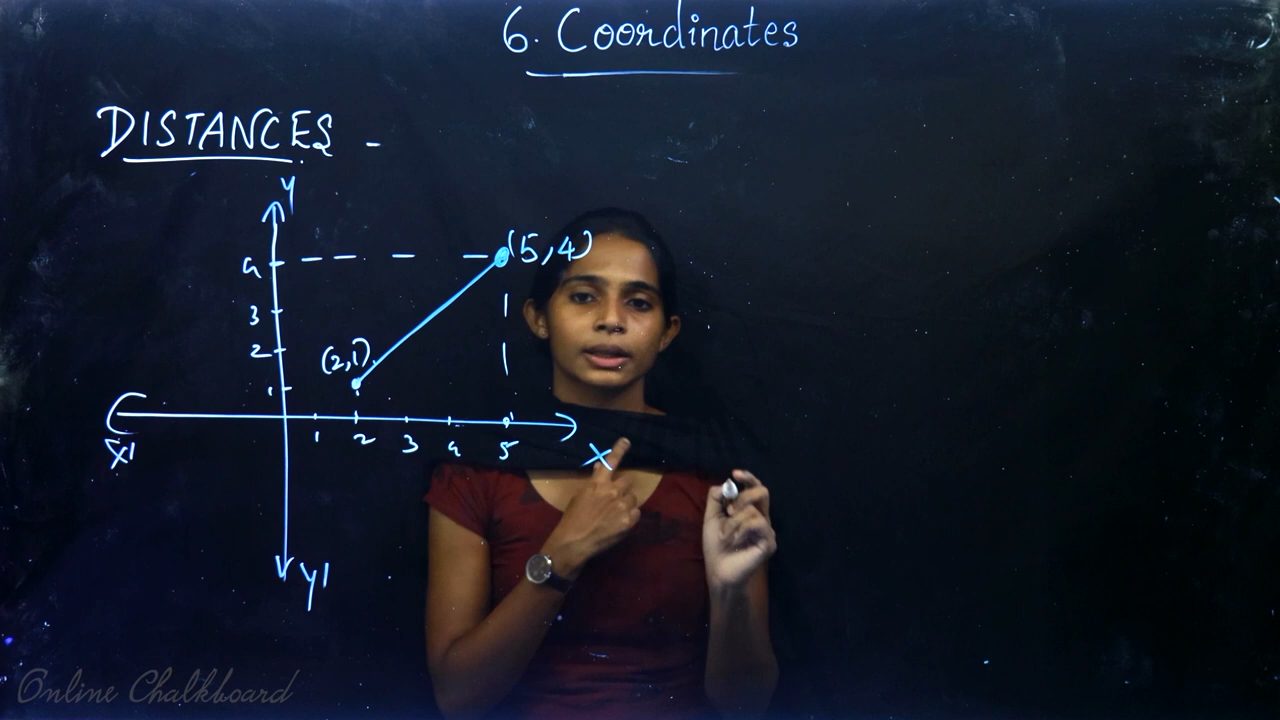 6. Coordinates
DISTANCES -
Y
4
(5,4)
3
2
(2,1)
1
1 2 3 4 5
X' X
Y'
Online Chalkboard